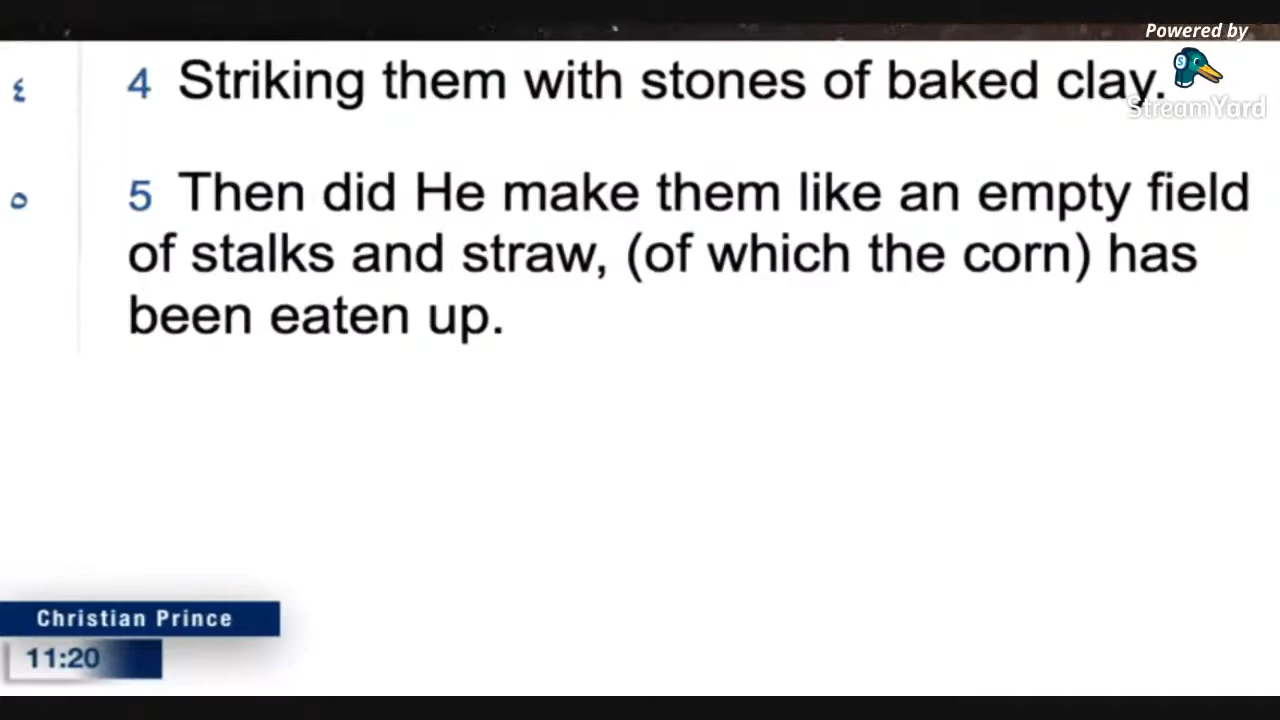 Powered by
StreamYard
٤
4 Striking them with stones of baked clay.
٥
5 Then did He make them like an empty field
of stalks and straw, (of which the corn) has
been eaten up.
Christian Prince
11:20